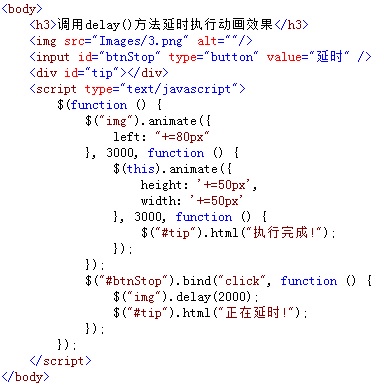 <body>
    <h3>调用delay()方法延时执行动画效果</h3>
    <img src="Images/3.png" alt=""/>
    <input id="btnStop" type="button" value="延时" />
    <div id="tip"></div>
    <script type="text/javascript">
        $(function () {
            $("img").animate({
                left: "+=80px"
            }, 3000, function () {
                $(this).animate({
                    height: '+=50px',
                    width: '+=50px'
                }, 3000, function () {
                    $("#tip").html("执行完成!");
                });
            });
            $("#btnStop").bind("click", function () {
                $("img").delay(2000);
                $("#tip").html("正在延时!");
            });
        });
    </script>
</body>